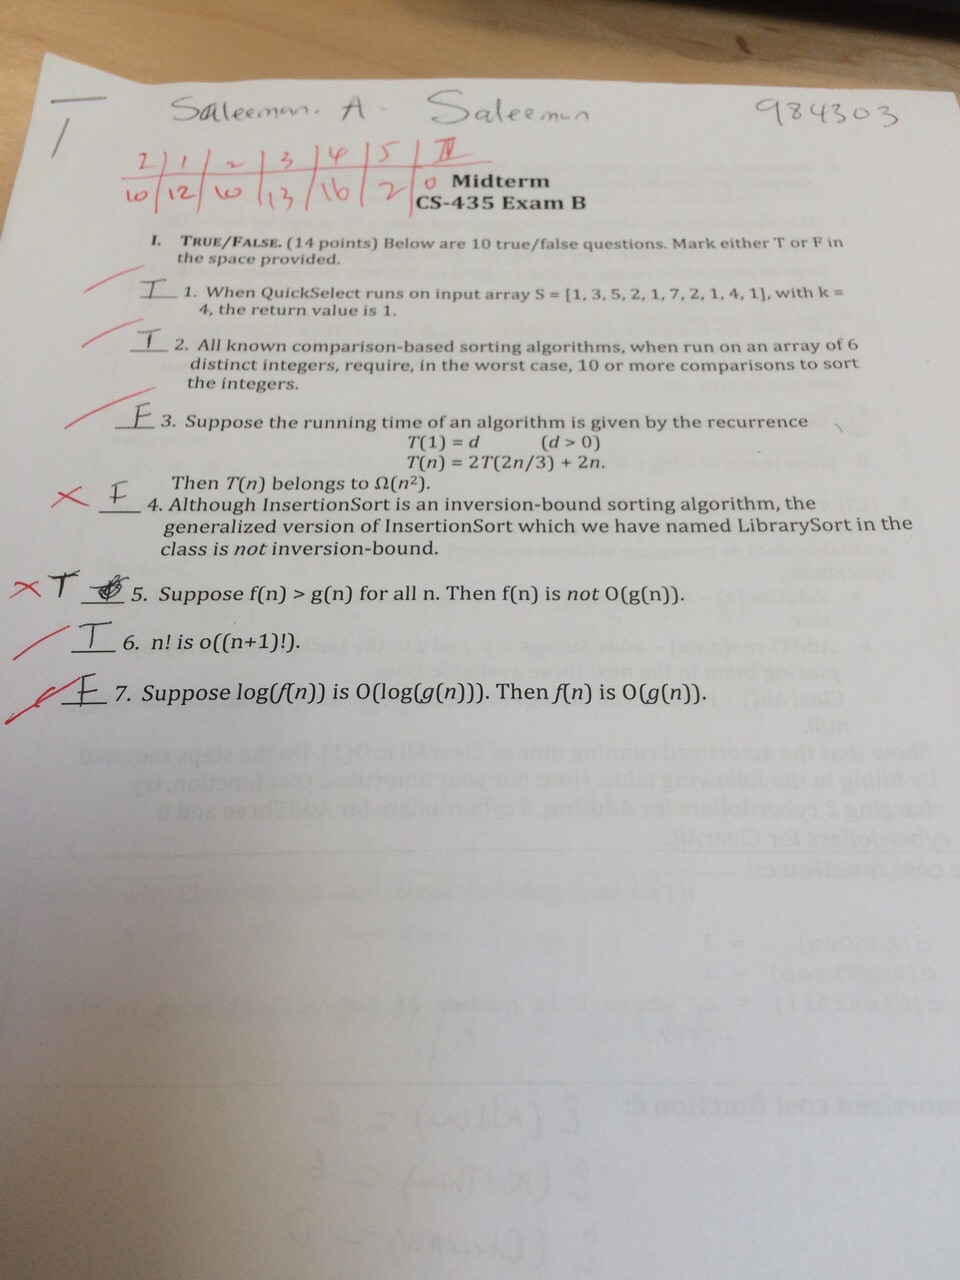 Saleeman. A - Saleemun 984303
2 | 1 | 2 | 3 | 4 | 5 | IV
10 | 12 | 10 | 13 | 16 | 2 | 0
Midterm
CS-435 Exam B
I. TRUE/FALSE. (14 points) Below are 10 true/false questions. Mark either T or F in
the space provided.
T 1. When QuickSelect runs on input array S = [1, 3, 5, 2, 1, 7, 2, 1, 4, 1], with k =
4, the return value is 1.
T 2. All known comparison-based sorting algorithms, when run on an array of 6
distinct integers, require, in the worst case, 10 or more comparisons to sort
the integers.
F 3. Suppose the running time of an algorithm is given by the recurrence
T(1) = d (d > 0)
T(n) = 2T(2n/3) + 2n.
Then T(n) belongs to Ω(n²).
F 4. Although InsertionSort is an inversion-bound sorting algorithm, the
generalized version of InsertionSort which we have named LibrarySort in the
class is not inversion-bound.
T 5. Suppose f(n) > g(n) for all n. Then f(n) is not O(g(n)).
T 6. n! is o((n+1)!).
F 7. Suppose log(f(n)) is O(log(g(n))). Then f(n) is O(g(n)).